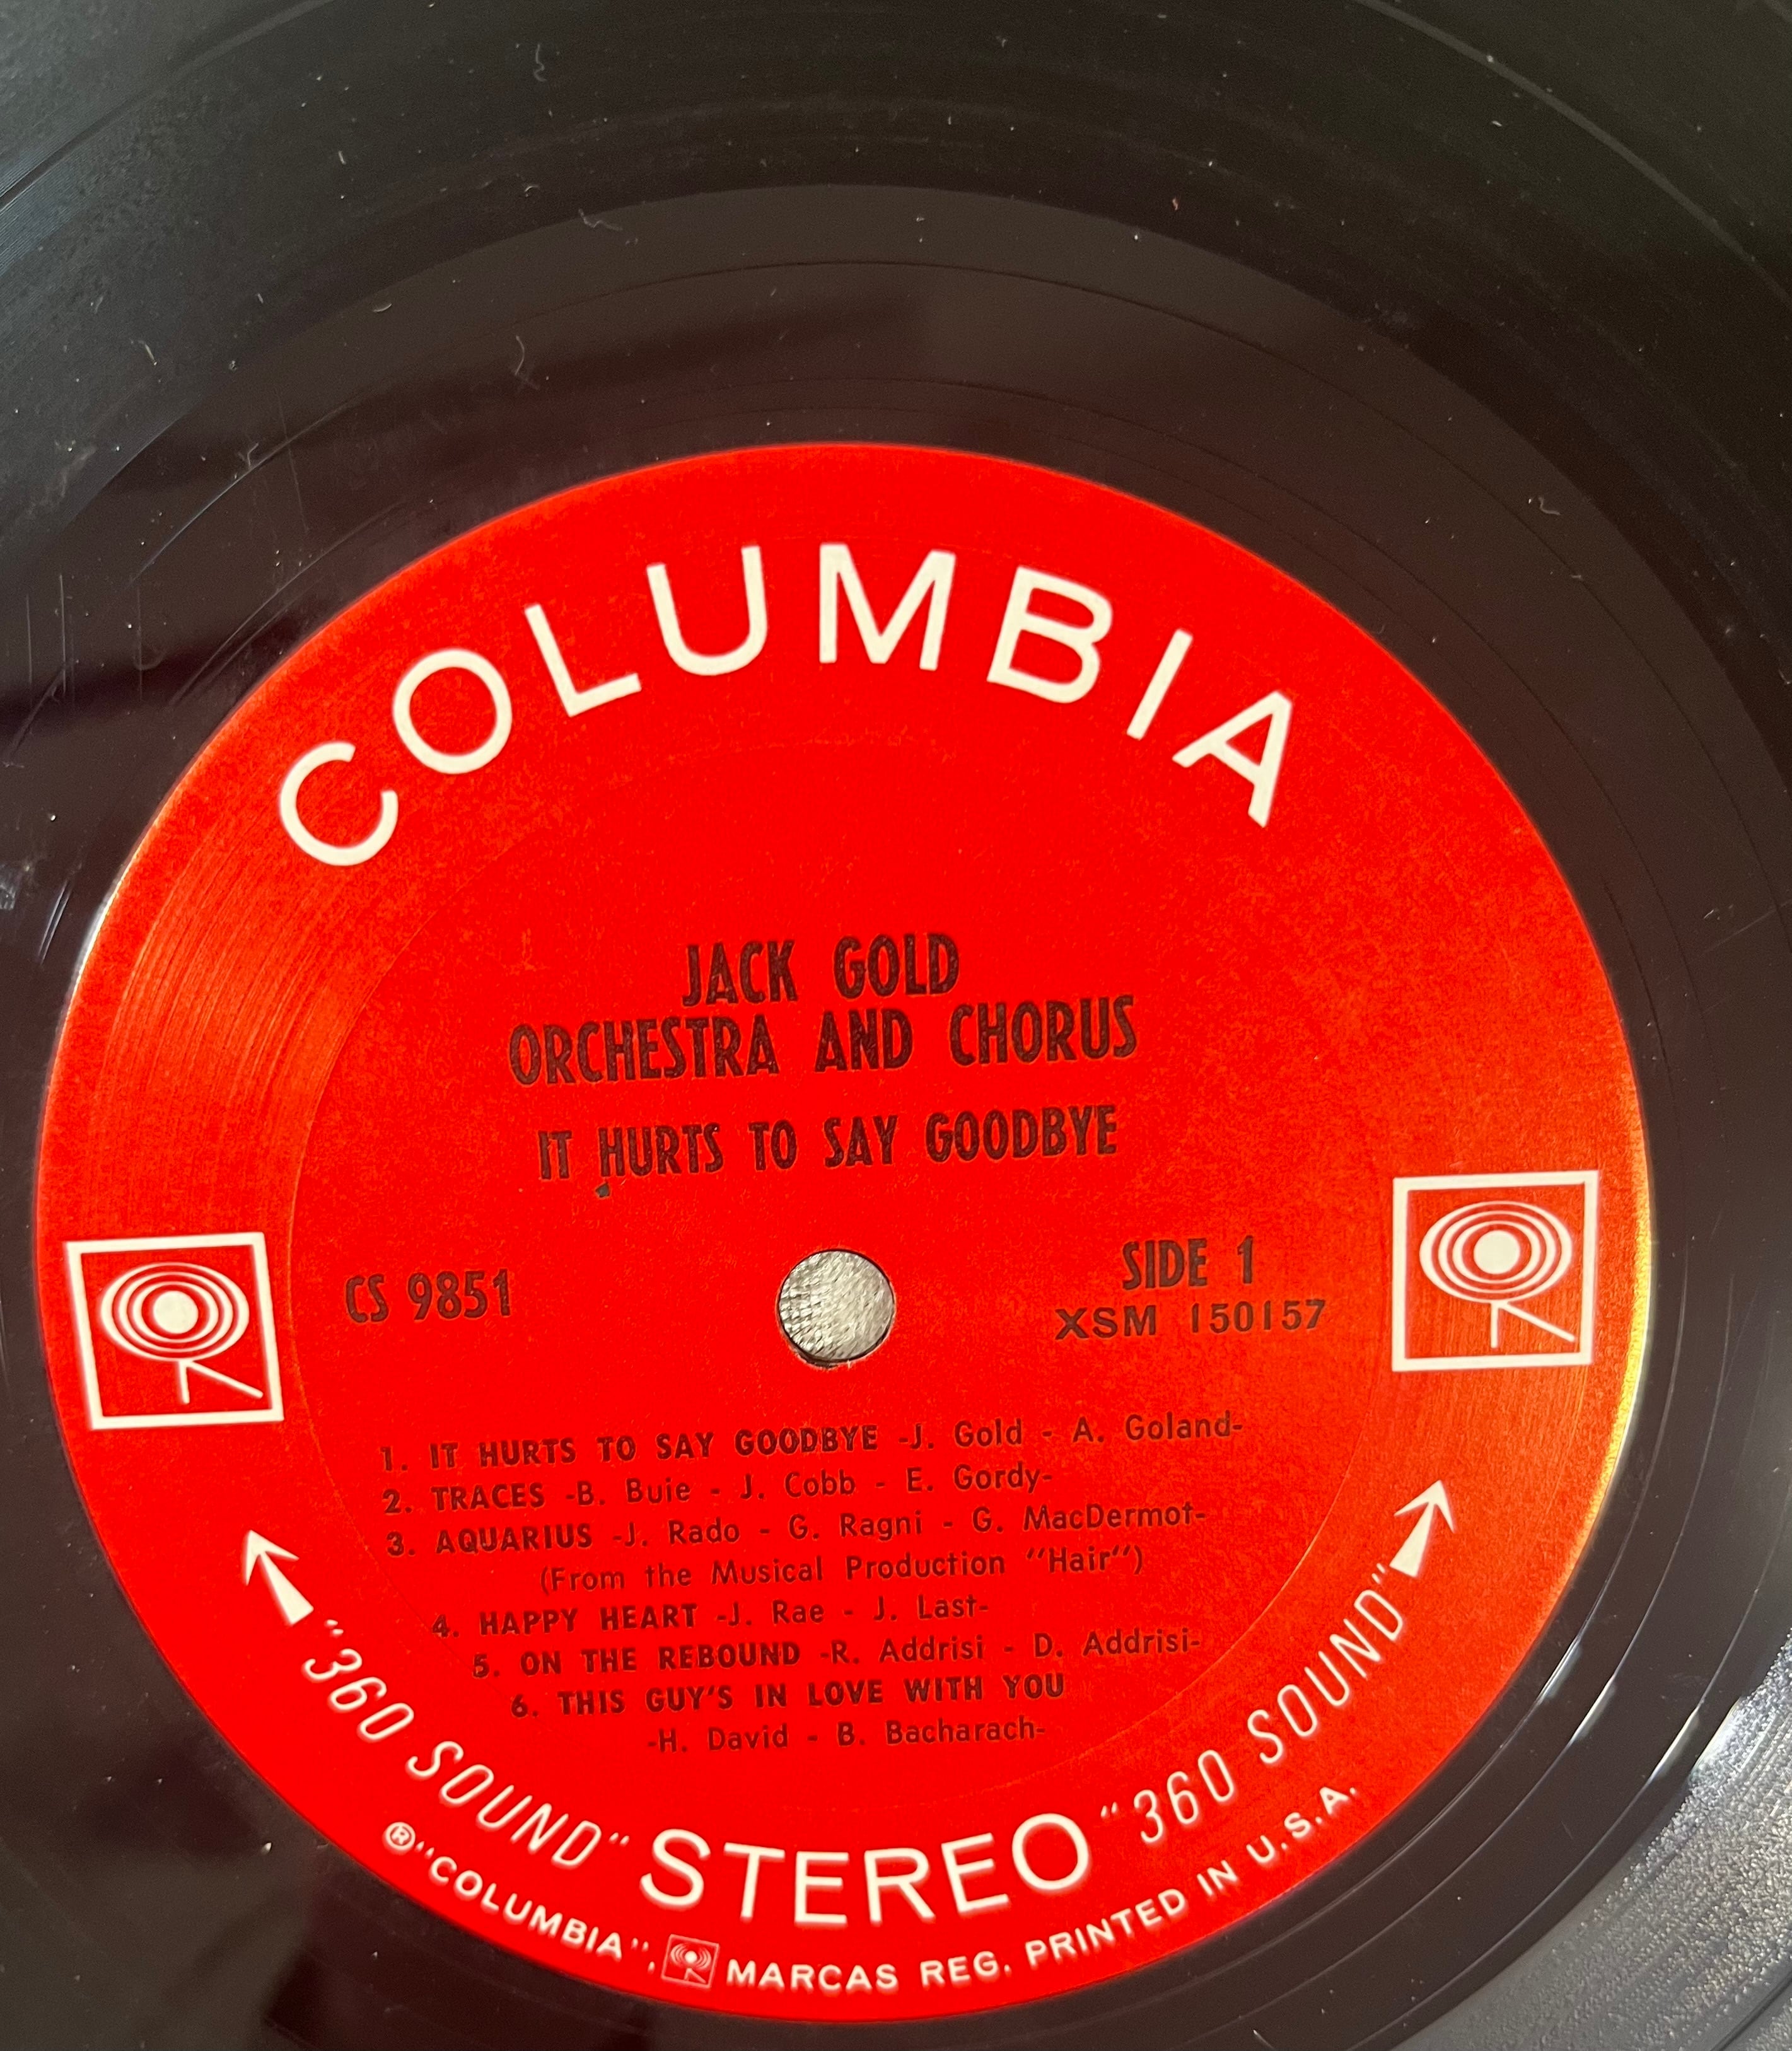 COLUMBIA
JACK GOLD
ORCHESTRA AND CHORUS
IT HURTS TO SAY GOODBYE
CS 9851
SIDE 1
XSM 150157
1. IT HURTS TO SAY GOODBYE -J. Gold - A. Goland-
2. TRACES -B. Buie - J. Cobb - E. Gordy-
3. AQUARIUS -J. Rado - G. Ragni - G. MacDermot-
(From the Musical Production "Hair")
4. HAPPY HEART -J. Rae - J. Last-
5. ON THE REBOUND -R. Addrisi - D. Addrisi-
6. THIS GUY'S IN LOVE WITH YOU
-H. David - B. Bacharach-
"360 SOUND" STEREO "360 SOUND"
® "COLUMBIA", MARCAS REG. PRINTED IN U.S.A.